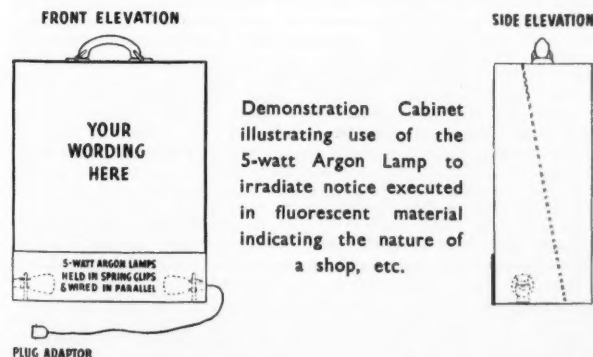 FRONT ELEVATION
SIDE ELEVATION
YOUR
WORDING
HERE
5-WATT ARGON LAMPS
HELD IN SPRING CLIPS
& WIRED IN PARALLEL
PLUG ADAPTOR
Demonstration Cabinet
illustrating use of the
5-watt Argon Lamp to
irradiate notice executed
in fluorescent material
indicating the nature of
a shop, etc.